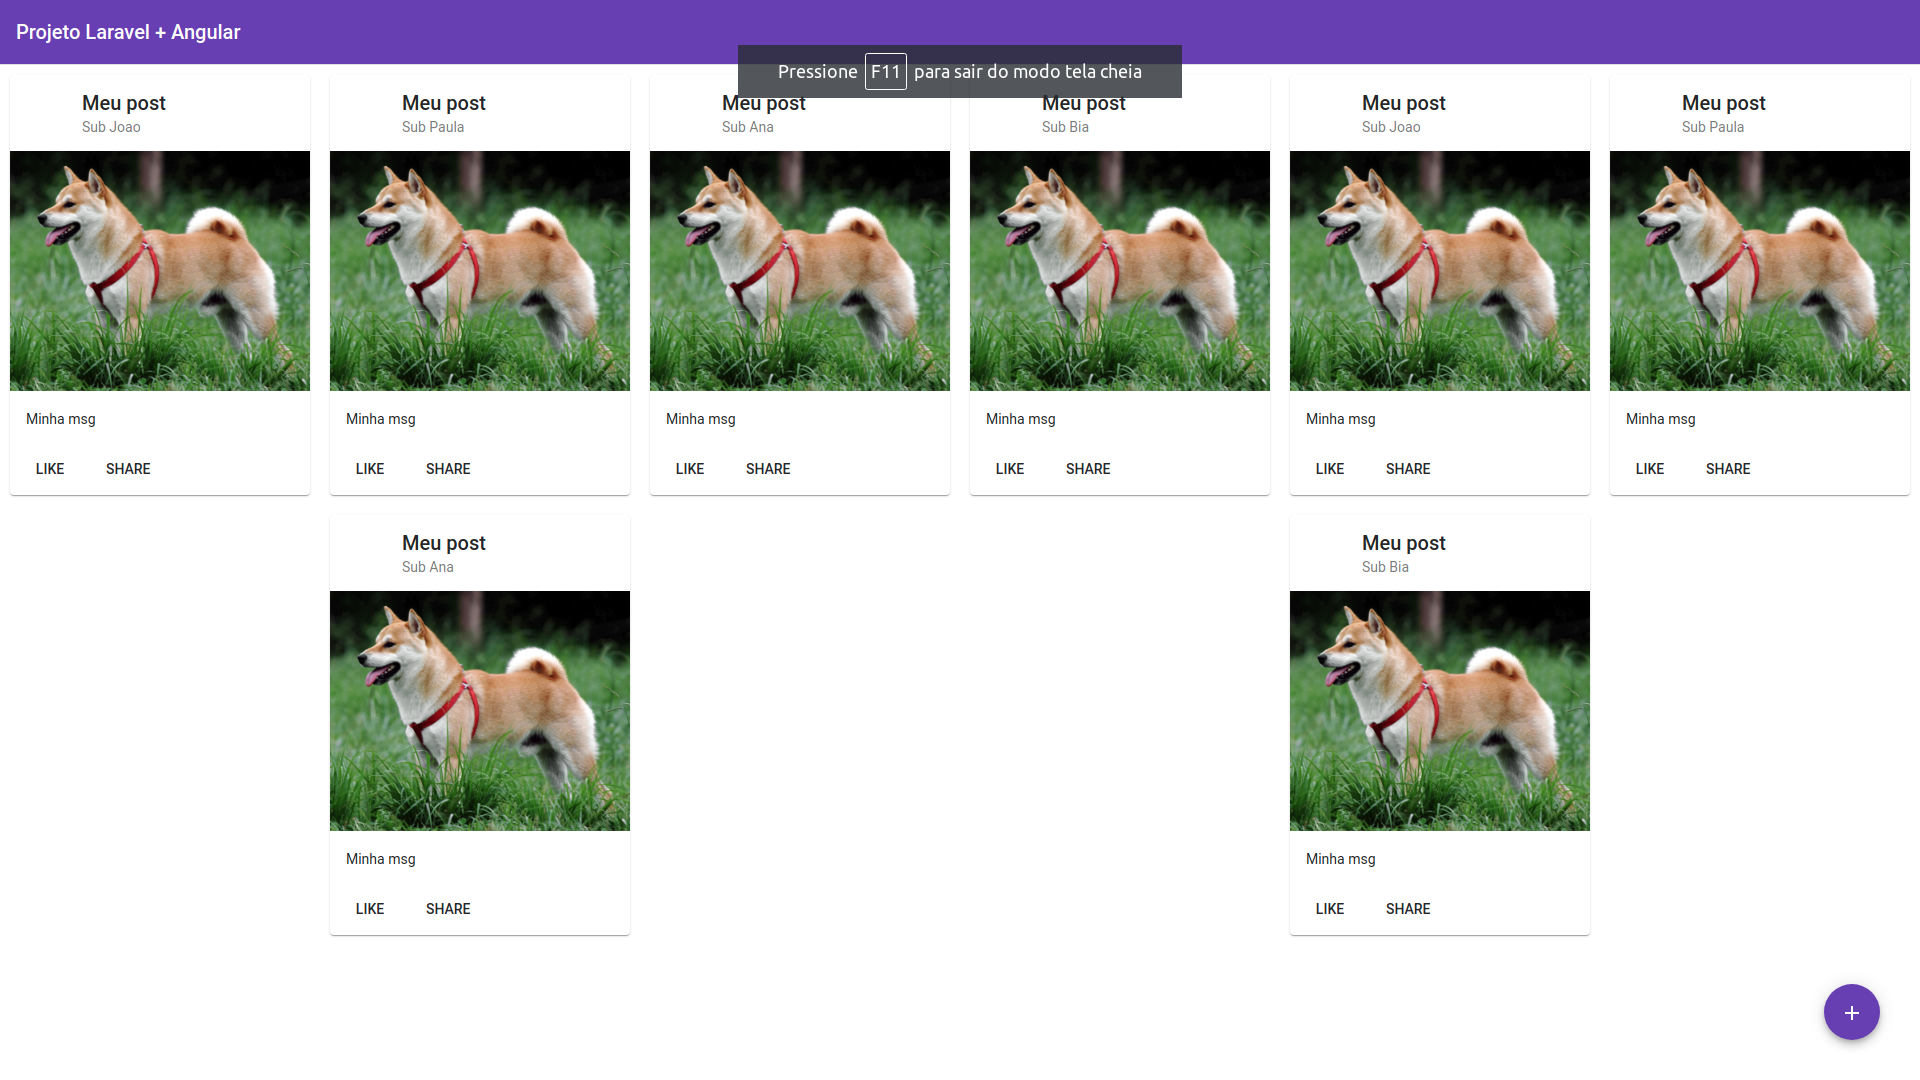 Projeto Laravel + Angular
Pressione F11 para sair do modo tela cheia
Meu post
Sub Joao
Minha msg
LIKE SHARE
Meu post
Sub Paula
Minha msg
LIKE SHARE
Meu post
Sub Ana
Minha msg
LIKE SHARE
Meu post
Sub Bia
Minha msg
LIKE SHARE
Meu post
Sub Joao
Minha msg
LIKE SHARE
Meu post
Sub Paula
Minha msg
LIKE SHARE
Meu post
Sub Ana
Minha msg
LIKE SHARE
Meu post
Sub Bia
Minha msg
LIKE SHARE
+